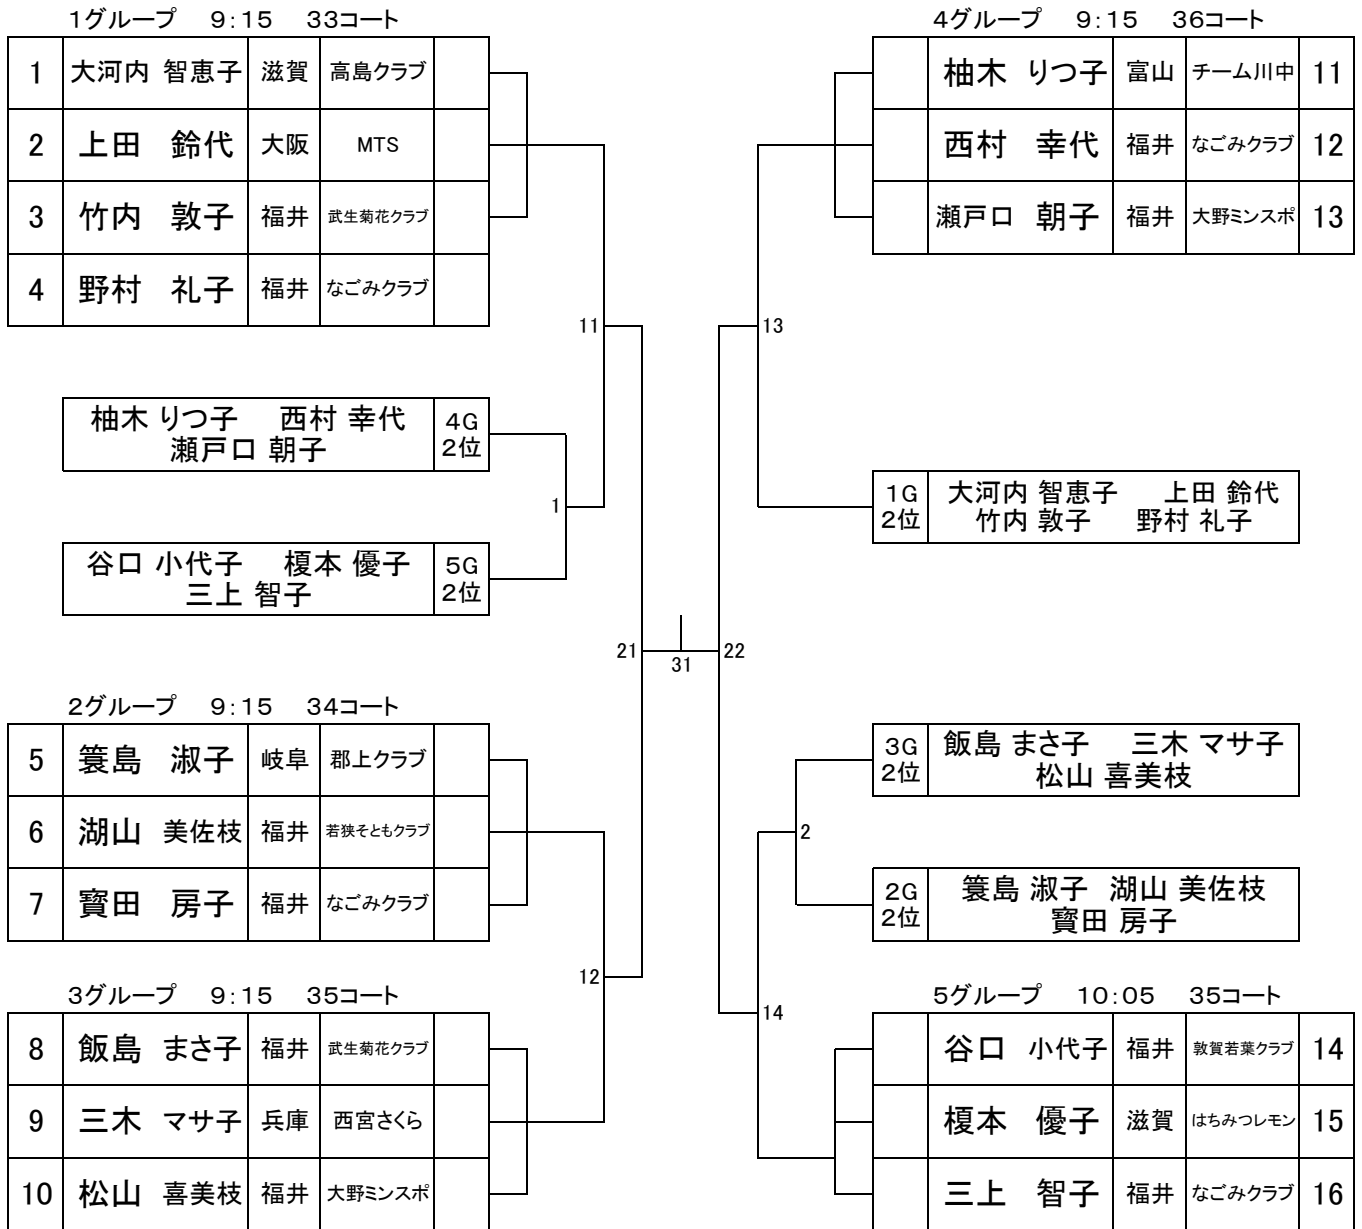 1グループ　9:15　33コート
1 大河内 智恵子 滋賀 高島クラブ
2 上田 鈴代 大阪 MTS
3 竹内 敦子 福井 武生菊花クラブ
4 野村 礼子 福井 なごみクラブ
11
柚木 りつ子　西村 幸代
瀬戸口 朝子
4G
2位
1
谷口 小代子　榎本 優子
三上 智子
5G
2位
21
31
2グループ　9:15　34コート
5 簑島 淑子 岐阜 郡上クラブ
6 湖山 美佐枝 福井 若狭そともクラブ
7 寳田 房子 福井 なごみクラブ
12
3グループ　9:15　35コート
8 飯島 まさ子 福井 武生菊花クラブ
9 三木 マサ子 兵庫 西宮さくら
10 松山 喜美枝 福井 大野ミンスポ
4グループ　9:15　36コート
柚木 りつ子 富山 チーム川中 11
西村 幸代 福井 なごみクラブ 12
瀬戸口 朝子 福井 大野ミンスポ 13
13
1G
2位
大河内 智恵子　上田 鈴代
竹内 敦子　野村 礼子
22
3G
2位
飯島 まさ子　三木 マサ子
松山 喜美枝
2
2G
2位
簑島 淑子　湖山 美佐枝
寳田 房子
14
5グループ　10:05　35コート
谷口 小代子 福井 敦賀若葉クラブ 14
榎本 優子 滋賀 はちみつレモン 15
三上 智子 福井 なごみクラブ 16